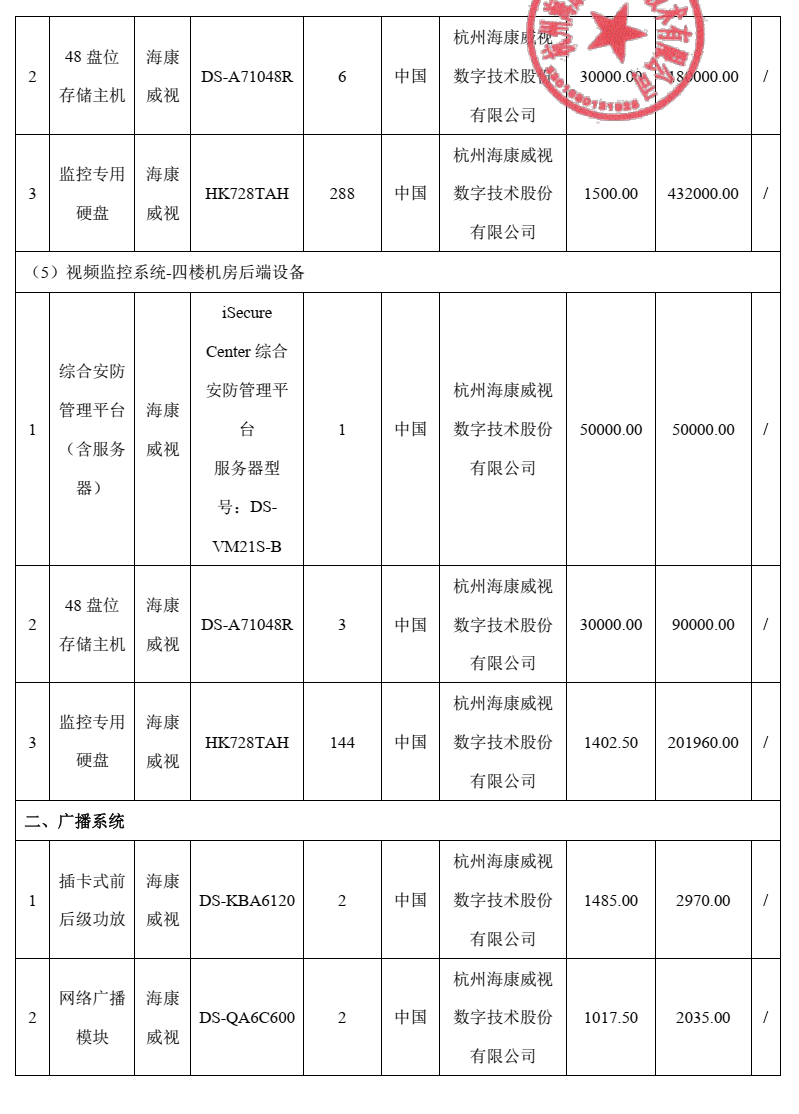 2
48 盘位
存储主机
海康
威视
DS-A71048R
6
中国
杭州海康威视
数字技术股份
有限公司
30000.00
180000.00
/
3
监控专用
硬盘
海康
威视
HK728TAH
288
中国
杭州海康威视
数字技术股份
有限公司
1500.00
432000.00
/
（5）视频监控系统-四楼机房后端设备
1
综合安防
管理平台
（含服务
器）
海康
威视
iSecure
Center 综合
安防管理平
台
服务器型
号：DS-
VM21S-B
1
中国
杭州海康威视
数字技术股份
有限公司
50000.00
50000.00
/
2
48 盘位
存储主机
海康
威视
DS-A71048R
3
中国
杭州海康威视
数字技术股份
有限公司
30000.00
90000.00
/
3
监控专用
硬盘
海康
威视
HK728TAH
144
中国
杭州海康威视
数字技术股份
有限公司
1402.50
201960.00
/
二、广播系统
1
插卡式前
后级功放
海康
威视
DS-KBA6120
2
中国
杭州海康威视
数字技术股份
有限公司
1485.00
2970.00
/
2
网络广播
模块
海康
威视
DS-QA6C600
2
中国
杭州海康威视
数字技术股份
有限公司
1017.50
2035.00
/